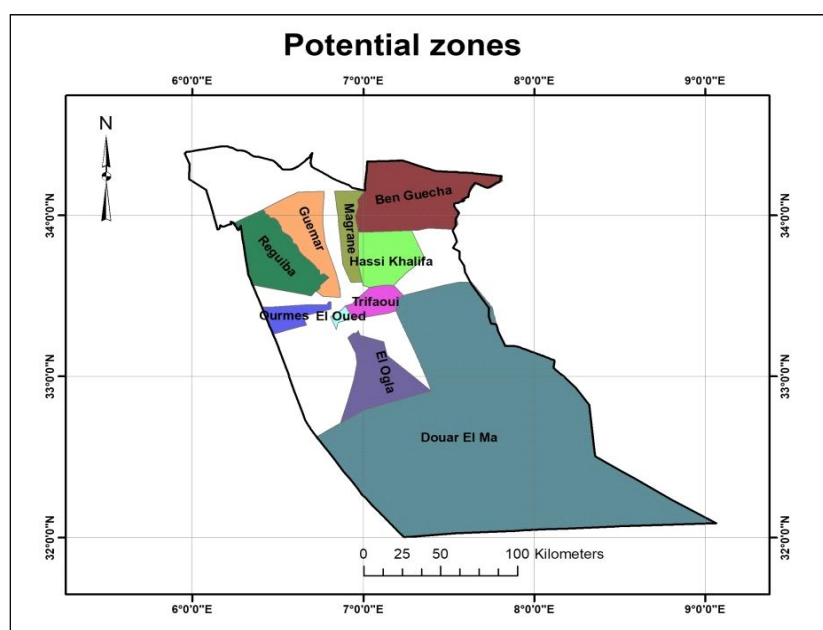 Potential zones
6°0'0"E
7°0'0"E
8°0'0"E
9°0'0"E
N
34°0'0"N
34°0'0"N
Ben Guecha
Guemar
Magrane
Reguiba
Hassi Khalifa
Trifaoui
Ourmes
El Oued
33°0'0"N
33°0'0"N
El Ogla
Douar El Ma
32°0'0"N
32°0'0"N
0 25 50 100 Kilometers
6°0'0"E
7°0'0"E
8°0'0"E
9°0'0"E